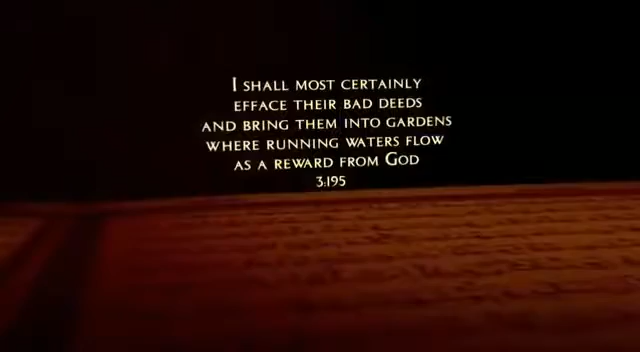 I SHALL MOST CERTAINLY
EFFACE THEIR BAD DEEDS
AND BRING THEM INTO GARDENS
WHERE RUNNING WATERS FLOW
AS A REWARD FROM GOD
3:195